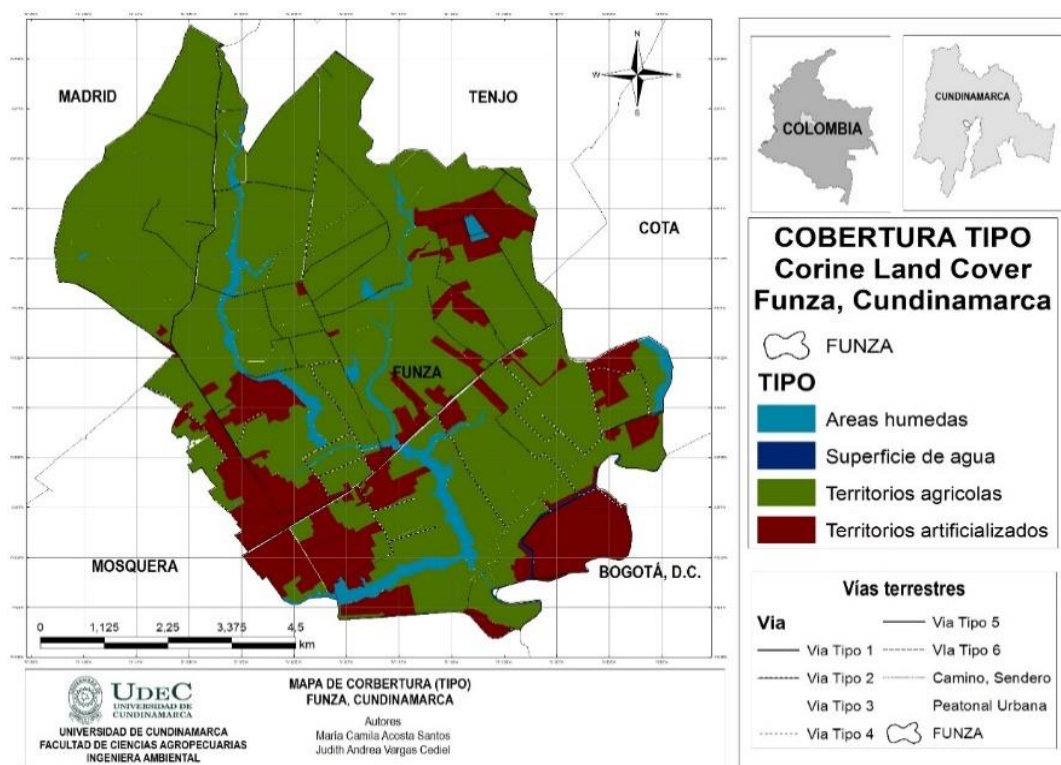 MADRID
TENJO
N
W
E
S
COTA
FUNZA
MOSQUERA
BOGOTÁ, D.C.
0 1,125 2,25 3,375 4,5
km
UDEC
UNIVERSIDAD DE
CUNDINAMARCA
UNIVERSIDAD DE CUNDINAMARCA
FACULTAD DE CIENCIAS AGROPECUARIAS
INGENIERA AMBIENTAL
MAPA DE CORBERTURA (TIPO)
FUNZA, CUNDINAMARCA
Autores
María Camila Acosta Santos
Judith Andrea Vargas Cediel
COLOMBIA
CUNDINAMARCA
COBERTURA TIPO
Corine Land Cover
Funza, Cundinamarca
FUNZA
TIPO
Areas humedas
Superficie de agua
Territorios agricolas
Territorios artificializados
Vías terrestres
Via
Via Tipo 1
Via Tipo 2
Via Tipo 3
Via Tipo 4
Via Tipo 5
VIa Tipo 6
Camino, Sendero
Peatonal Urbana
FUNZA